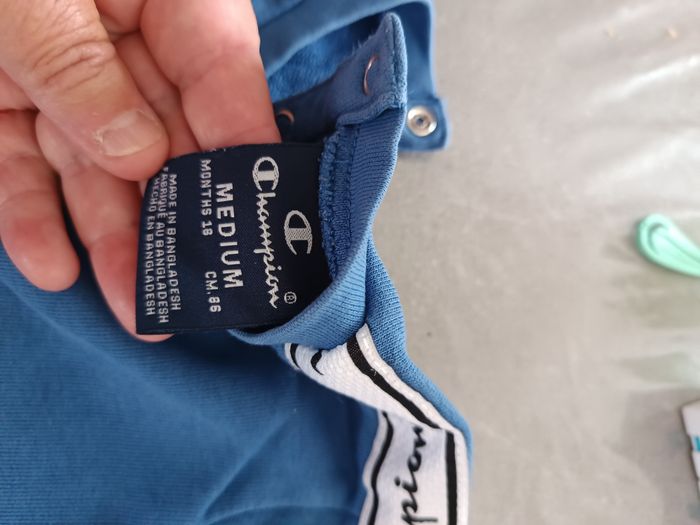 Champion®
MEDIUM
MONTHS 18 CM.86
MADE IN BANGLADESH
FABRIQUÉ AU BANGLADESH
HECHO EN BANGLADESH